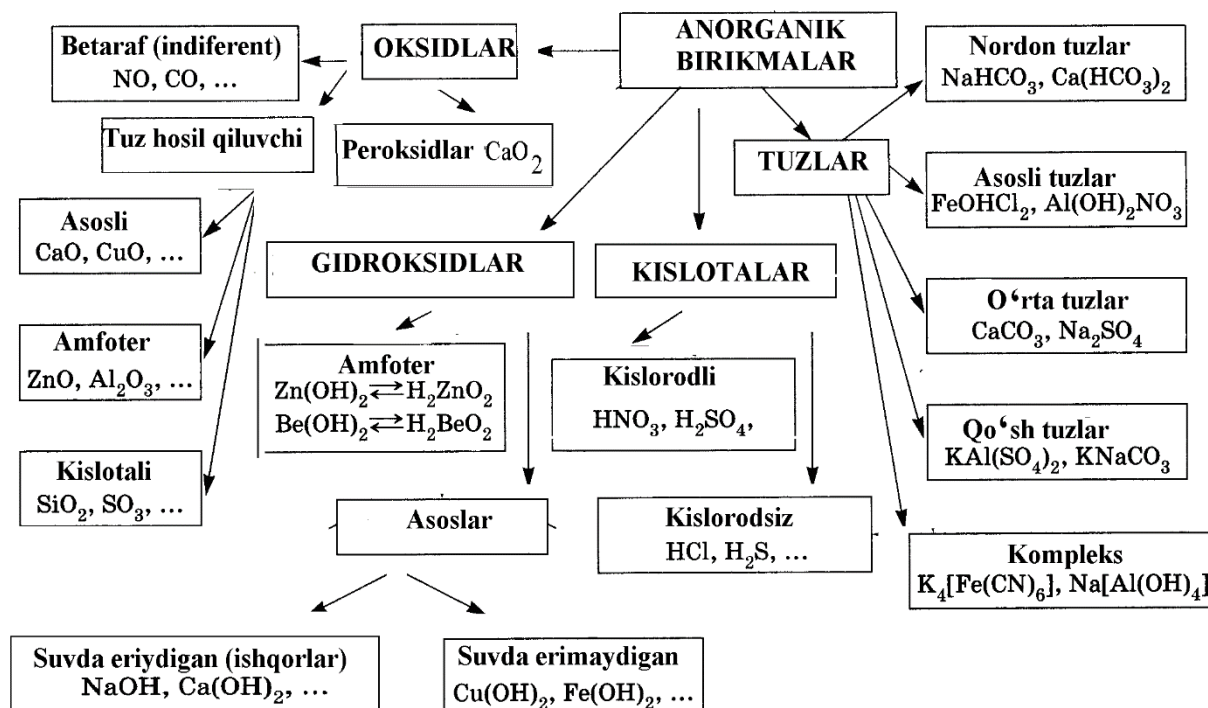 ANORGANIK
BIRIKMALAR
OKSIDLAR
Betaraf (indiferent)
NO, CO, …
Tuz hosil qiluvchi
Peroksidlar CaO₂
Asosli
CaO, CuO, …
Amfoter
ZnO, Al₂O₃, …
Kislotali
SiO₂, SO₃, …
GIDROKSIDLAR
Amfoter
Zn(OH)₂⇄H₂ZnO₂
Be(OH)₂⇄H₂BeO₂
Asoslar
Suvda eriydigan (ishqorlar)
NaOH, Ca(OH)₂, …
Suvda erimaydigan
Cu(OH)₂, Fe(OH)₂, …
KISLOTALAR
Kislorodli
HNO₃, H₂SO₄,
Kislorodsiz
HCl, H₂S, …
TUZLAR
Nordon tuzlar
NaHCO₃, Ca(HCO₃)₂
Asosli tuzlar
FeOHCl₂, Al(OH)₂NO₃
O‘rta tuzlar
CaCO₃, Na₂SO₄
Qo‘sh tuzlar
KAl(SO₄)₂, KNaCO₃
Kompleks
K₄[Fe(CN)₆], Na[Al(OH)₄]